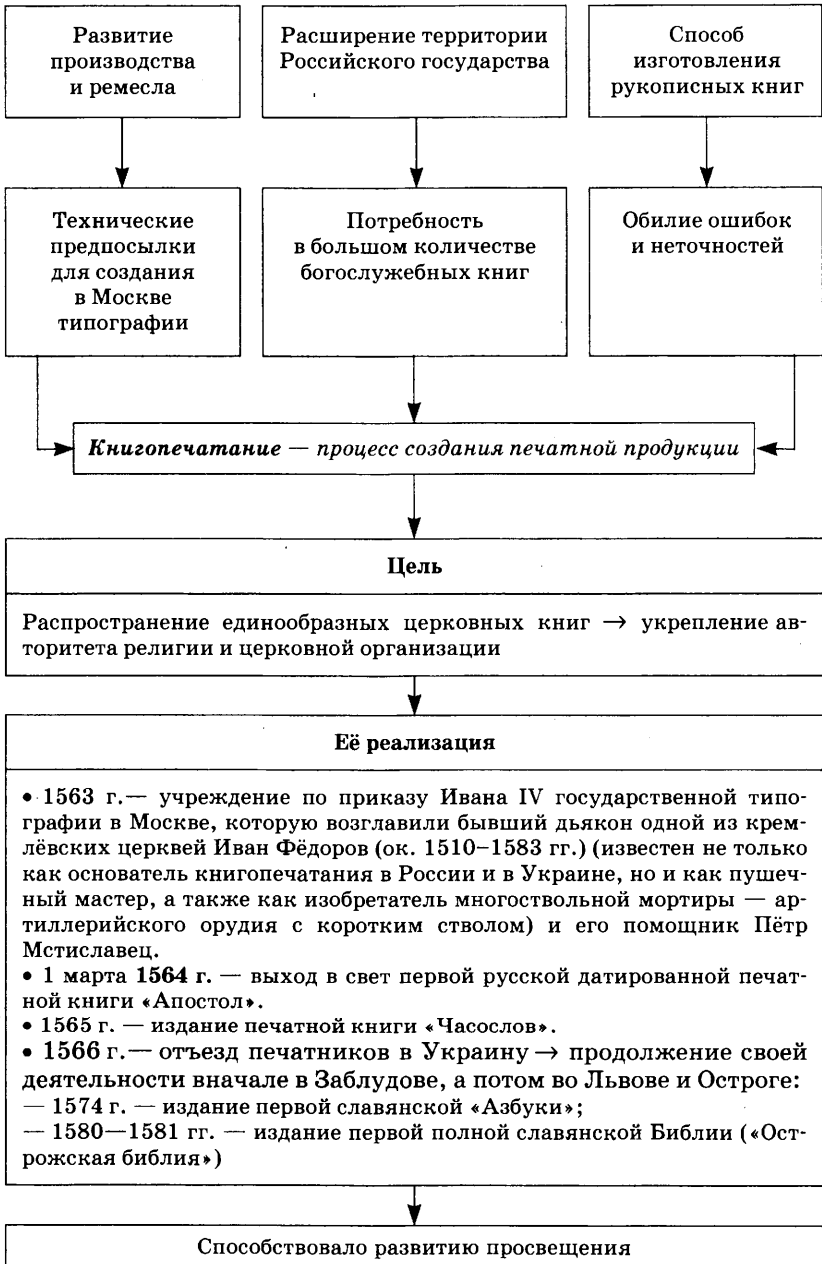 Развитие
производства
и ремесла
Расширение территории
Российского государства
Способ
изготовления
рукописных книг
Технические
предпосылки
для создания
в Москве
типографии
Потребность
в большом количестве
богослужебных книг
Обилие ошибок
и неточностей
Книгопечатание — процесс создания печатной продукции
Цель
Распространение единообразных церковных книг → укрепление ав-
торитета религии и церковной организации
Её реализация
• 1563 г.— учреждение по приказу Ивана IV государственной типо-
графии в Москве, которую возглавили бывший дьякон одной из крем-
лёвских церквей Иван Фёдоров (ок. 1510–1583 гг.) (известен не только
как основатель книгопечатания в России и в Украине, но и как пушеч-
ный мастер, а также как изобретатель многоствольной мортиры — ар-
тиллерийского орудия с коротким стволом) и его помощник Пётр
Мстиславец.
• 1 марта 1564 г. — выход в свет первой русской датированной печат-
ной книги «Апостол».
• 1565 г. — издание печатной книги «Часослов».
• 1566 г.— отъезд печатников в Украину → продолжение своей
деятельности вначале в Заблудове, а потом во Львове и Остроге:
— 1574 г. — издание первой славянской «Азбуки»;
— 1580—1581 гг. — издание первой полной славянской Библии («Ост-
рожская библия»)
Способствовало развитию просвещения